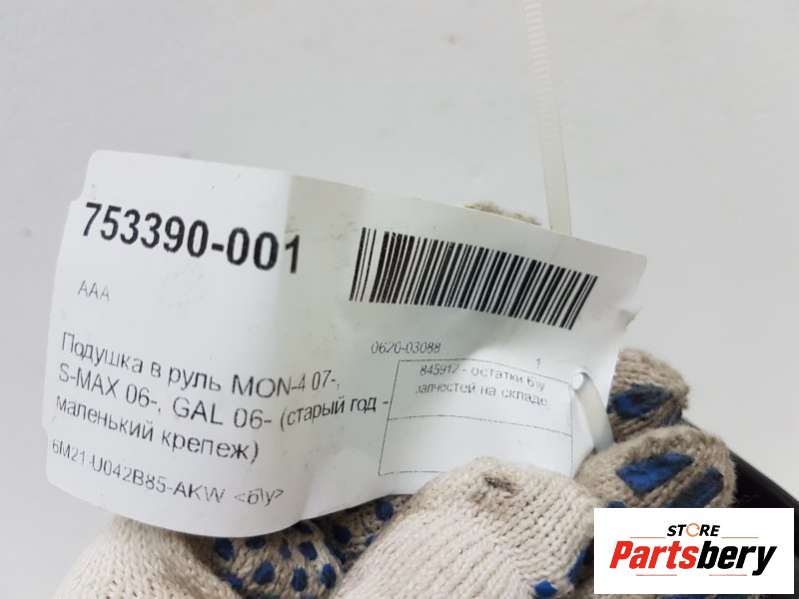 753390-001
AAA
0620-03088
1
Подушка в руль MON-4 07-,
S-MAX 06-, GAL 06- (старый год -
маленький крепеж)
6M21-U042B85-AKW <б\у>
845912 - остатки б\у
запчастей на складе
STORE
Partsbery